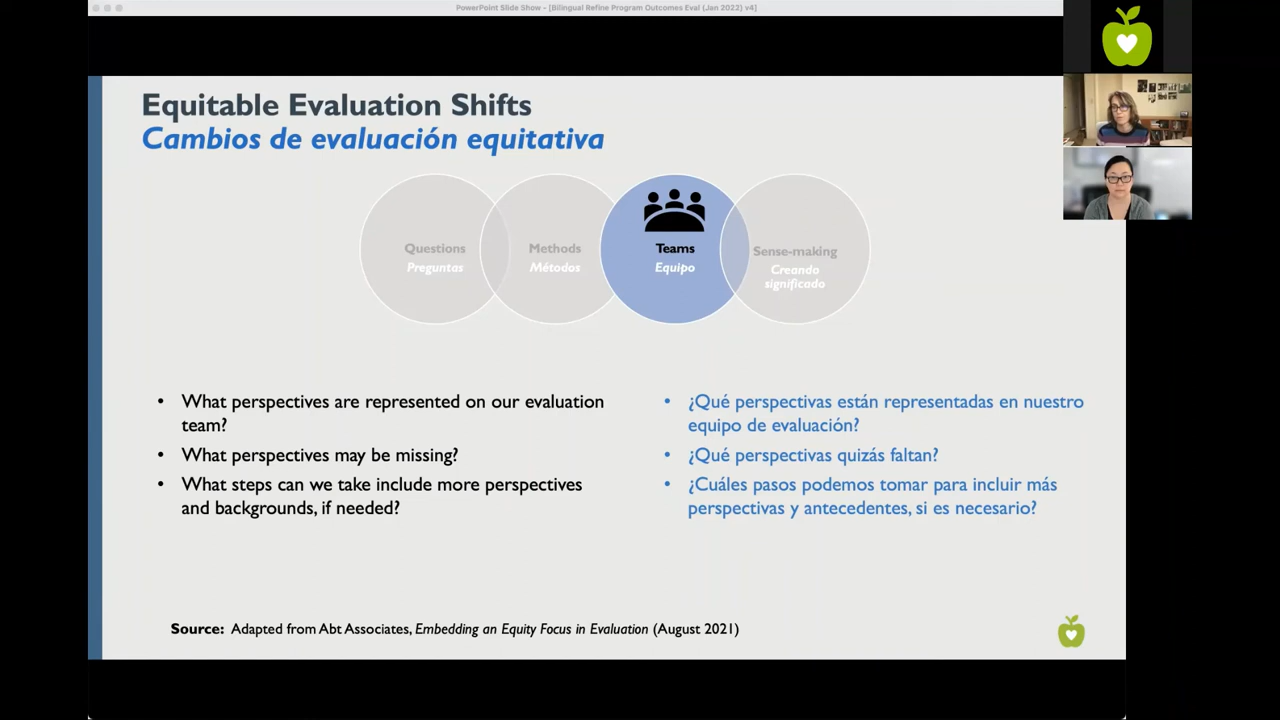 PowerPoint Slide Show - [Bilingual Refine Program Outcomes Eval (Jan 2022) v4]
Equitable Evaluation Shifts
Cambios de evaluación equitativa
Questions
Preguntas
Methods
Métodos
Teams
Equipo
Sense-making
Creando
significado
• What perspectives are represented on our evaluation
team?
• What perspectives may be missing?
• What steps can we take include more perspectives
and backgrounds, if needed?
• ¿Qué perspectivas están representadas en nuestro
equipo de evaluación?
• ¿Qué perspectivas quizás faltan?
• ¿Cuáles pasos podemos tomar para incluir más
perspectivas y antecedentes, si es necesario?
Source: Adapted from Abt Associates, Embedding an Equity Focus in Evaluation (August 2021)